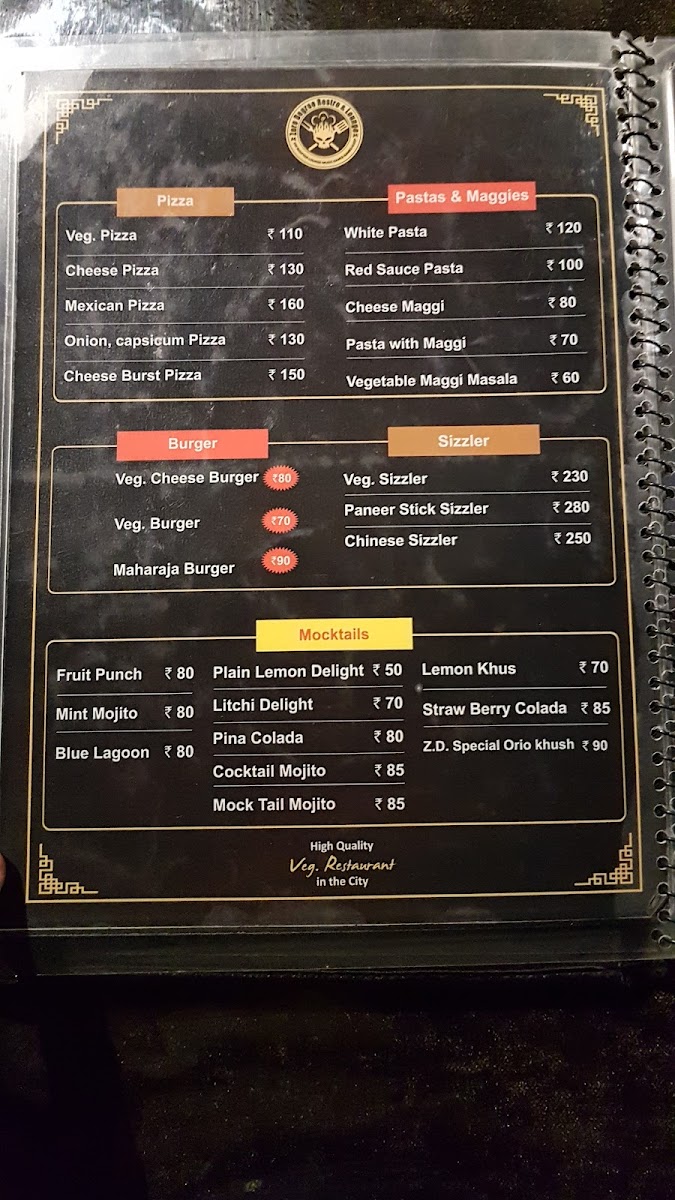 Zero Degree Restro & Lounge
Pizza
Veg. Pizza ₹ 110
Cheese Pizza ₹ 130
Mexican Pizza ₹ 160
Onion, capsicum Pizza ₹ 130
Cheese Burst Pizza ₹ 150
Pastas & Maggies
White Pasta ₹ 120
Red Sauce Pasta ₹ 100
Cheese Maggi ₹ 80
Pasta with Maggi ₹ 70
Vegetable Maggi Masala ₹ 60
Burger
Veg. Cheese Burger ₹80
Veg. Burger ₹70
Maharaja Burger ₹90
Sizzler
Veg. Sizzler ₹ 230
Paneer Stick Sizzler ₹ 280
Chinese Sizzler ₹ 250
Mocktails
Fruit Punch ₹ 80
Mint Mojito ₹ 80
Blue Lagoon ₹ 80
Plain Lemon Delight ₹ 50
Litchi Delight ₹ 70
Pina Colada ₹ 80
Cocktail Mojito ₹ 85
Mock Tail Mojito ₹ 85
Lemon Khus ₹ 70
Straw Berry Colada ₹ 85
Z.D. Special Orio khush ₹ 90
High Quality
Veg. Restaurant
in the City